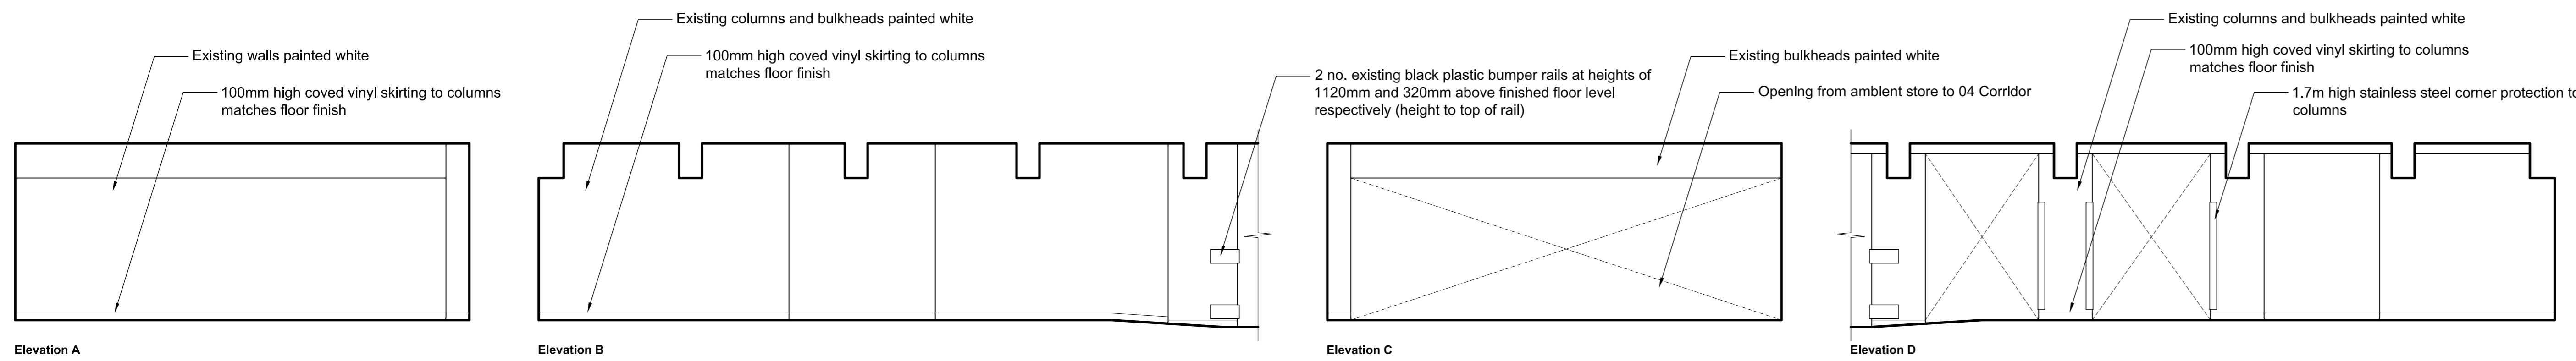 Existing walls painted white
100mm high coved vinyl skirting to columns
matches floor finish
Elevation A
Existing columns and bulkheads painted white
100mm high coved vinyl skirting to columns
matches floor finish
2 no. existing black plastic bumper rails at heights of
1120mm and 320mm above finished floor level
respectively (height to top of rail)
Elevation B
Existing bulkheads painted white
Opening from ambient store to 04 Corridor
Elevation C
Existing columns and bulkheads painted white
100mm high coved vinyl skirting to columns
matches floor finish
1.7m high stainless steel corner protection to
columns
Elevation D